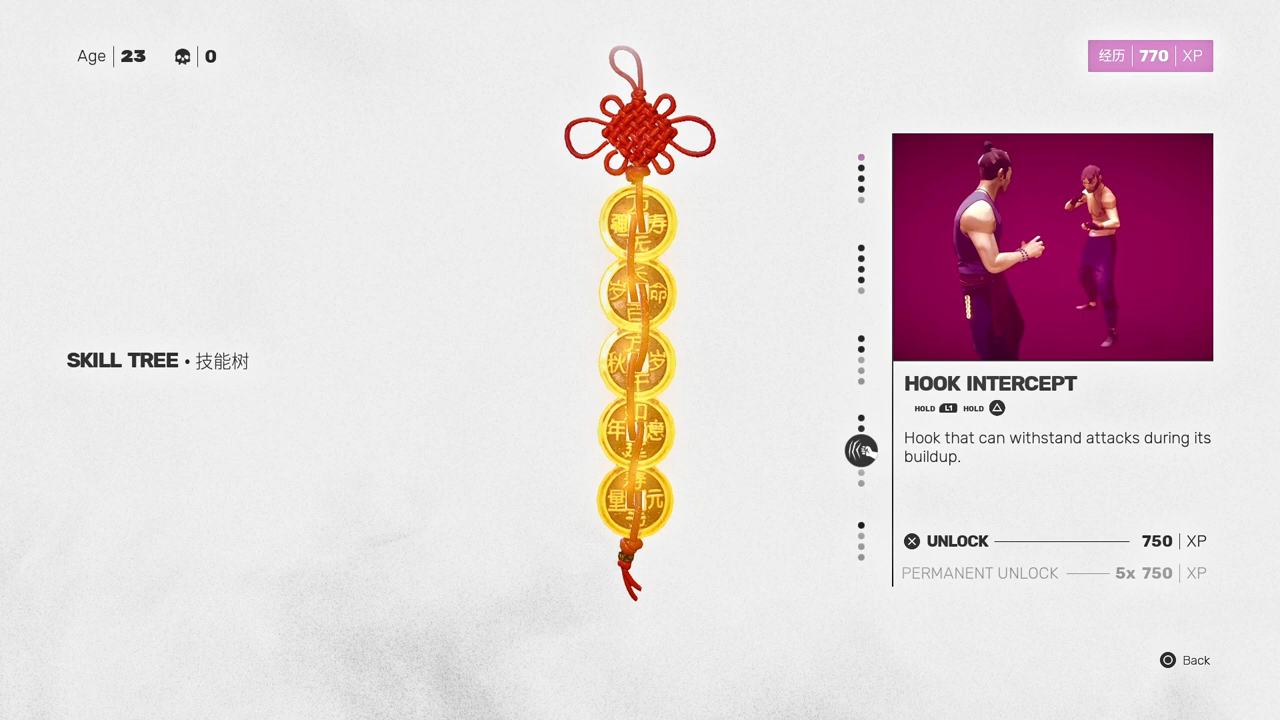 Age 23 0
经历 770 XP
SKILL TREE • 技能树
HOOK INTERCEPT
HOLD L1 HOLD
Hook that can withstand attacks during its
buildup.
UNLOCK 750 XP
PERMANENT UNLOCK 5x 750 XP
Back